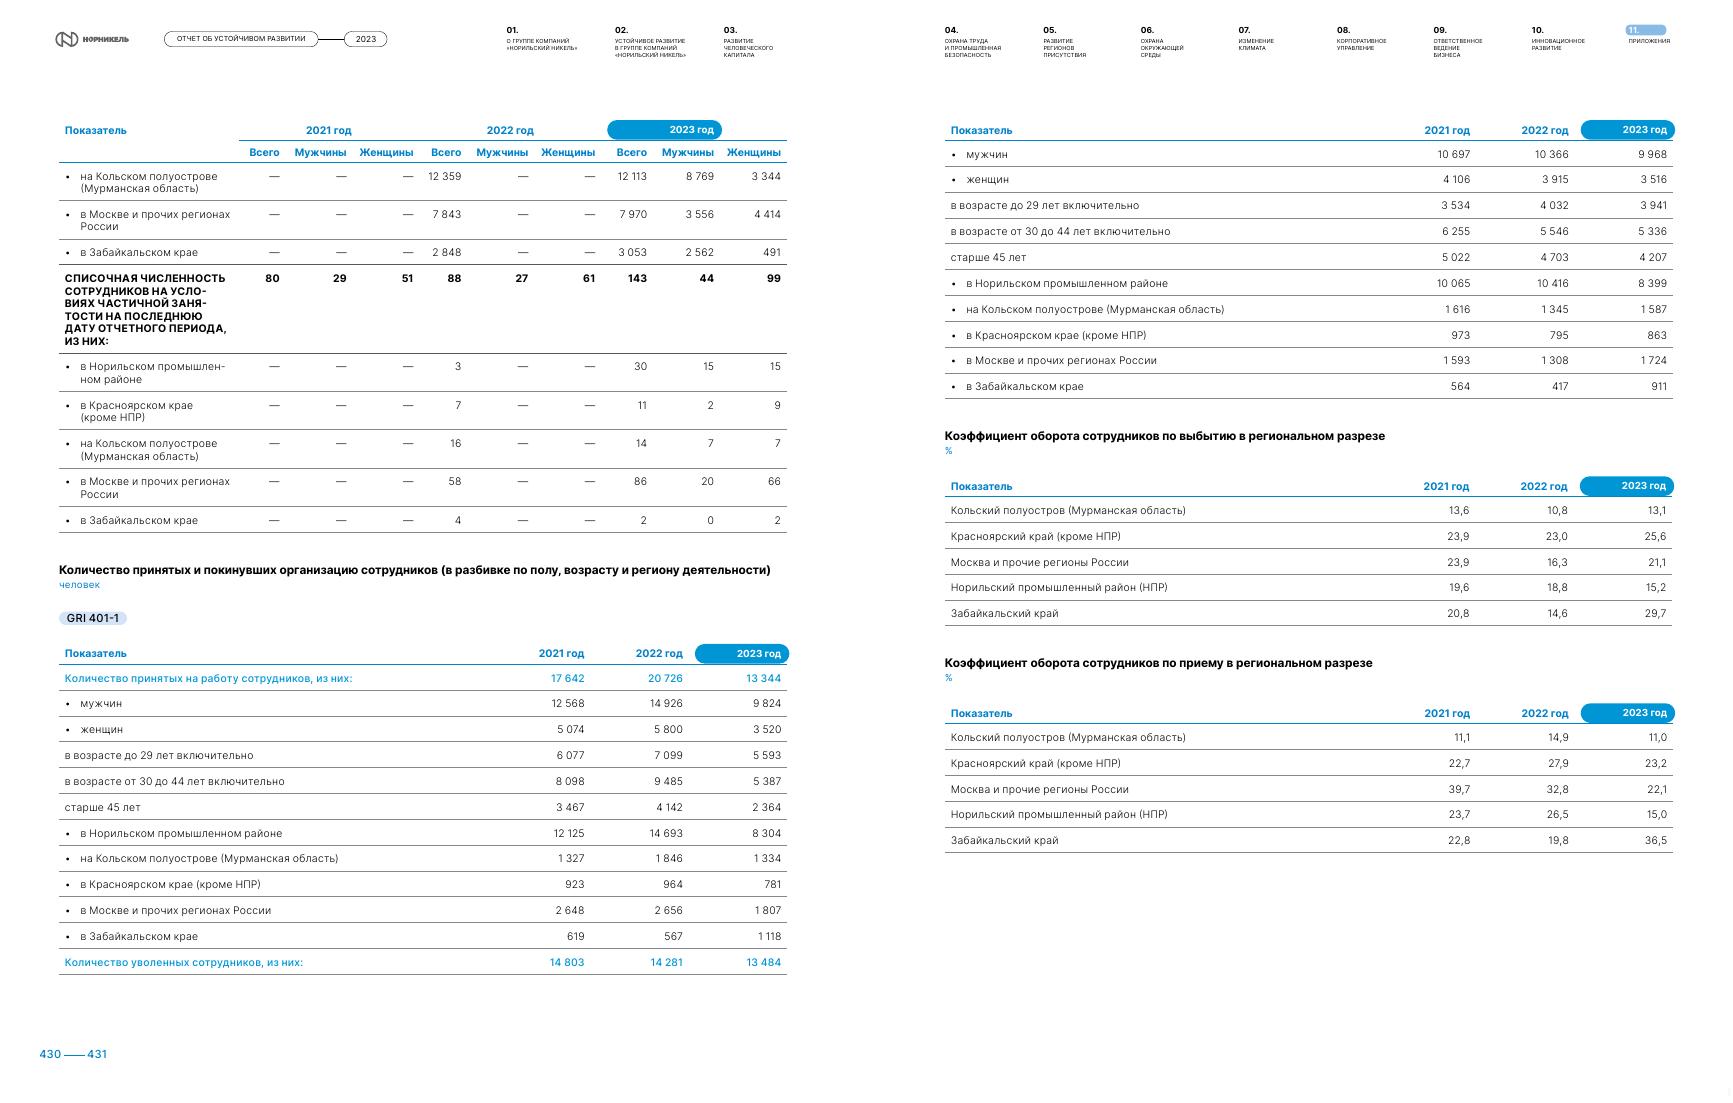 НОРНИКЕЛЬ
ОТЧЕТ ОБ УСТОЙЧИВОМ РАЗВИТИИ 2023
01.
О ГРУППЕ КОМПАНИЙ
«НОРИЛЬСКИЙ НИКЕЛЬ»
02.
УСТОЙЧИВОЕ РАЗВИТИЕ
В ГРУППЕ КОМПАНИЙ
«НОРИЛЬСКИЙ НИКЕЛЬ»
03.
РАЗВИТИЕ
ЧЕЛОВЕЧЕСКОГО
КАПИТАЛА
04.
ОХРАНА ТРУДА
И ПРОМЫШЛЕННАЯ
БЕЗОПАСНОСТЬ
05.
РАЗВИТИЕ
РЕГИОНОВ
ПРИСУТСТВИЯ
06.
ОХРАНА
ОКРУЖАЮЩЕЙ
СРЕДЫ
07.
ИЗМЕНЕНИЕ
КЛИМАТА
08.
КОРПОРАТИВНОЕ
УПРАВЛЕНИЕ
09.
ОТВЕТСТВЕННОЕ
ВЕДЕНИЕ
БИЗНЕСА
10.
ИННОВАЦИОННОЕ
РАЗВИТИЕ
11.
ПРИЛОЖЕНИЯ
Показатель 2021 год 2022 год 2023 год
Всего Мужчины Женщины Всего Мужчины Женщины Всего Мужчины Женщины
• на Кольском полуострове — — — 12 359 — — 12 113 8 769 3 344
(Мурманская область)
• в Москве и прочих регионах — — — 7 843 — — 7 970 3 556 4 414
России
• в Забайкальском крае — — — 2 848 — — 3 053 2 562 491
СПИСОЧНАЯ ЧИСЛЕННОСТЬ 80 29 51 88 27 61 143 44 99
СОТРУДНИКОВ НА УСЛО-
ВИЯХ ЧАСТИЧНОЙ ЗАНЯ-
ТОСТИ НА ПОСЛЕДНЮЮ
ДАТУ ОТЧЕТНОГО ПЕРИОДА,
ИЗ НИХ:
• в Норильском промышлен- — — — 3 — — 30 15 15
ном районе
• в Красноярском крае — — — 7 — — 11 2 9
(кроме НПР)
• на Кольском полуострове — — — 16 — — 14 7 7
(Мурманская область)
• в Москве и прочих регионах — — — 58 — — 86 20 66
России
• в Забайкальском крае — — — 4 — — 2 0 2
Количество принятых и покинувших организацию сотрудников (в разбивке по полу, возрасту и региону деятельности)
человек
GRI 401-1
Показатель 2021 год 2022 год 2023 год
Количество принятых на работу сотрудников, из них: 17 642 20 726 13 344
• мужчин 12 568 14 926 9 824
• женщин 5 074 5 800 3 520
в возрасте до 29 лет включительно 6 077 7 099 5 593
в возрасте от 30 до 44 лет включительно 8 098 9 485 5 387
старше 45 лет 3 467 4 142 2 364
• в Норильском промышленном районе 12 125 14 693 8 304
• на Кольском полуострове (Мурманская область) 1 327 1 846 1 334
• в Красноярском крае (кроме НПР) 923 964 781
• в Москве и прочих регионах России 2 648 2 656 1 807
• в Забайкальском крае 619 567 1 118
Количество уволенных сотрудников, из них: 14 803 14 281 13 484
Показатель 2021 год 2022 год 2023 год
• мужчин 10 697 10 366 9 968
• женщин 4 106 3 915 3 516
в возрасте до 29 лет включительно 3 534 4 032 3 941
в возрасте от 30 до 44 лет включительно 6 255 5 546 5 336
старше 45 лет 5 022 4 703 4 207
• в Норильском промышленном районе 10 065 10 416 8 399
• на Кольском полуострове (Мурманская область) 1 616 1 345 1 587
• в Красноярском крае (кроме НПР) 973 795 863
• в Москве и прочих регионах России 1 593 1 308 1 724
• в Забайкальском крае 564 417 911
Коэффициент оборота сотрудников по выбытию в региональном разрезе
%
Показатель 2021 год 2022 год 2023 год
Кольский полуостров (Мурманская область) 13,6 10,8 13,1
Красноярский край (кроме НПР) 23,9 23,0 25,6
Москва и прочие регионы России 23,9 16,3 21,1
Норильский промышленный район (НПР) 19,6 18,8 15,2
Забайкальский край 20,8 14,6 29,7
Коэффициент оборота сотрудников по приему в региональном разрезе
%
Показатель 2021 год 2022 год 2023 год
Кольский полуостров (Мурманская область) 11,1 14,9 11,0
Красноярский край (кроме НПР) 22,7 27,9 23,2
Москва и прочие регионы России 39,7 32,8 22,1
Норильский промышленный район (НПР) 23,7 26,5 15,0
Забайкальский край 22,8 19,8 36,5
430 — 431